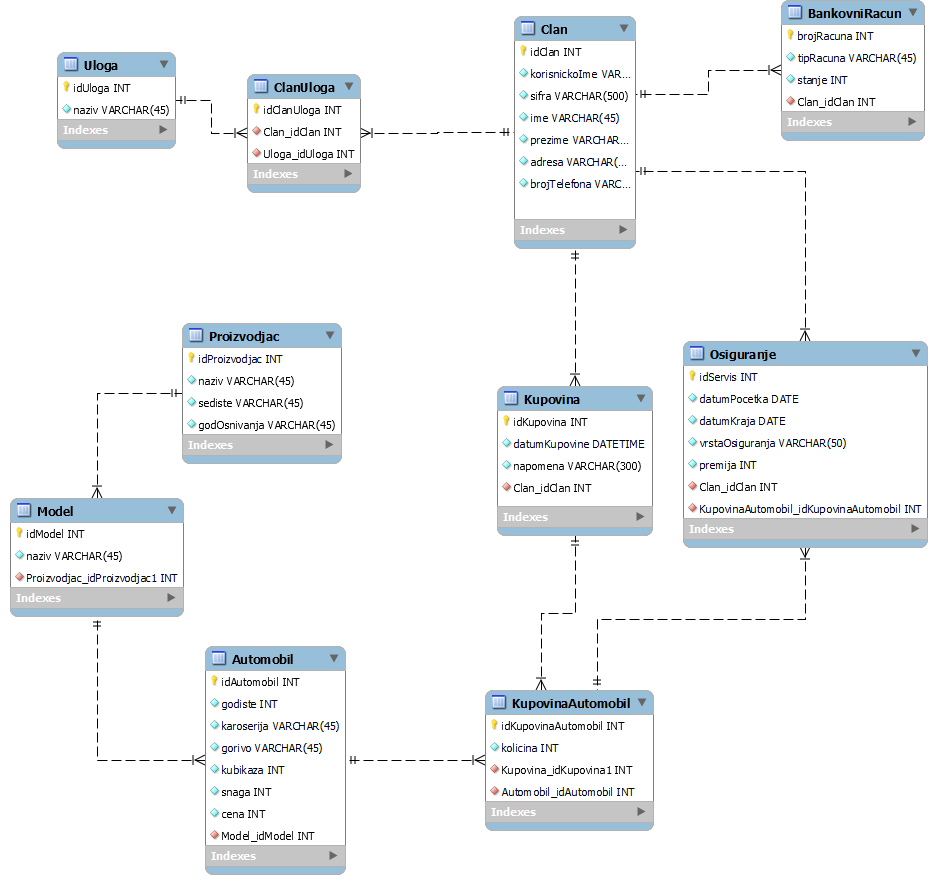 Uloga
idUloga INT
naziv VARCHAR(45)
Indexes
ClanUloga
idClanUloga INT
Clan_idClan INT
Uloga_idUloga INT
Indexes
Clan
idClan INT
korisnickoIme VAR...
sifra VARCHAR(500)
ime VARCHAR(45)
prezime VARCHAR...
adresa VARCHAR(...
brojTelefona VARC...
Indexes
BankovniRacun
brojRacuna INT
tipRacuna VARCHAR(45)
stanje INT
Clan_idClan INT
Indexes
Proizvodjac
idProizvodjac INT
naziv VARCHAR(45)
sediste VARCHAR(45)
godOsnivanja VARCHAR(45)
Indexes
Kupovina
idKupovina INT
datumKupovine DATETIME
napomena VARCHAR(300)
Clan_idClan INT
Indexes
Osiguranje
idServis INT
datumPocetka DATE
datumKraja DATE
vrstaOsiguranja VARCHAR(50)
premija INT
Clan_idClan INT
KupovinaAutomobil_idKupovinaAutomobil INT
Indexes
Model
idModel INT
naziv VARCHAR(45)
Proizvodjac_idProizvodjac1 INT
Indexes
Automobil
idAutomobil INT
godiste INT
karoserija VARCHAR(45)
gorivo VARCHAR(45)
kubikaza INT
snaga INT
cena INT
Model_idModel INT
Indexes
KupovinaAutomobil
idKupovinaAutomobil INT
kolicina INT
Kupovina_idKupovina1 INT
Automobil_idAutomobil INT
Indexes